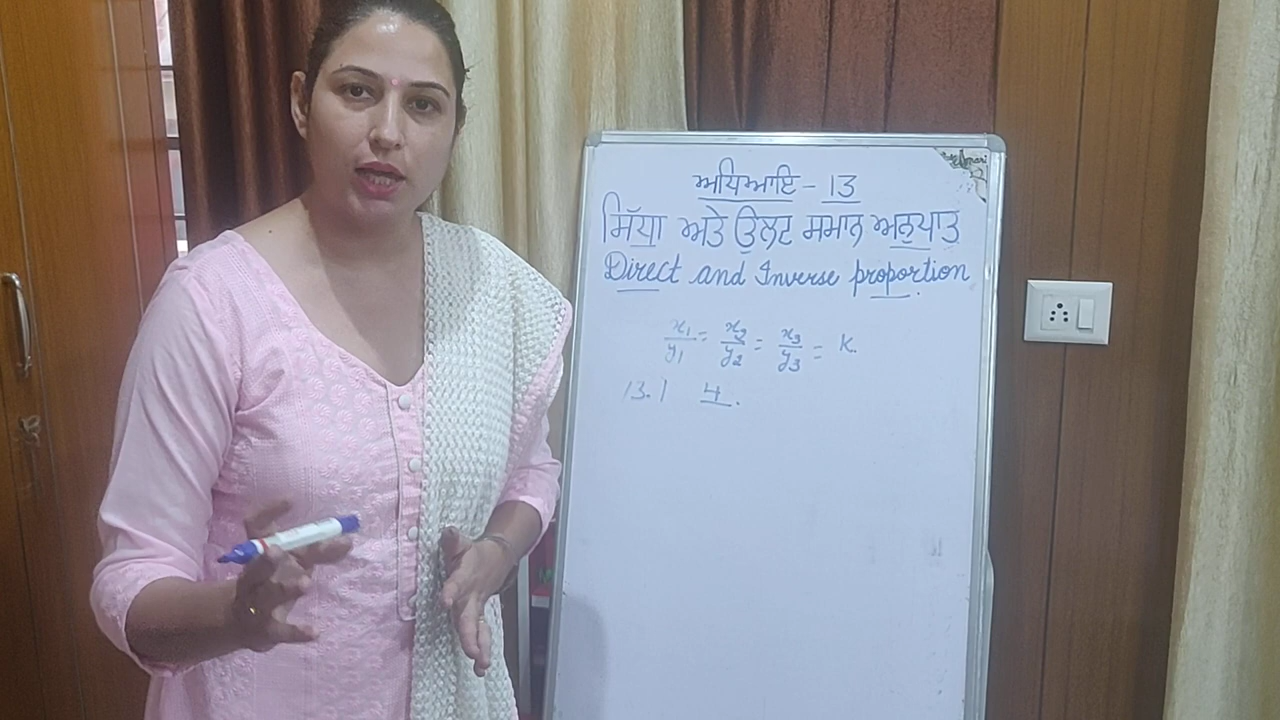 ਅਧਿਆਇ - 13
ਸਿੱਧਾ ਅਤੇ ਉਲਟ ਸਮਾਨ ਅਨੁਪਾਤ
Direct and Inverse proportion
x₁/y₁ = x₂/y₂ = x₃/y₃ = K.
13.1 4.